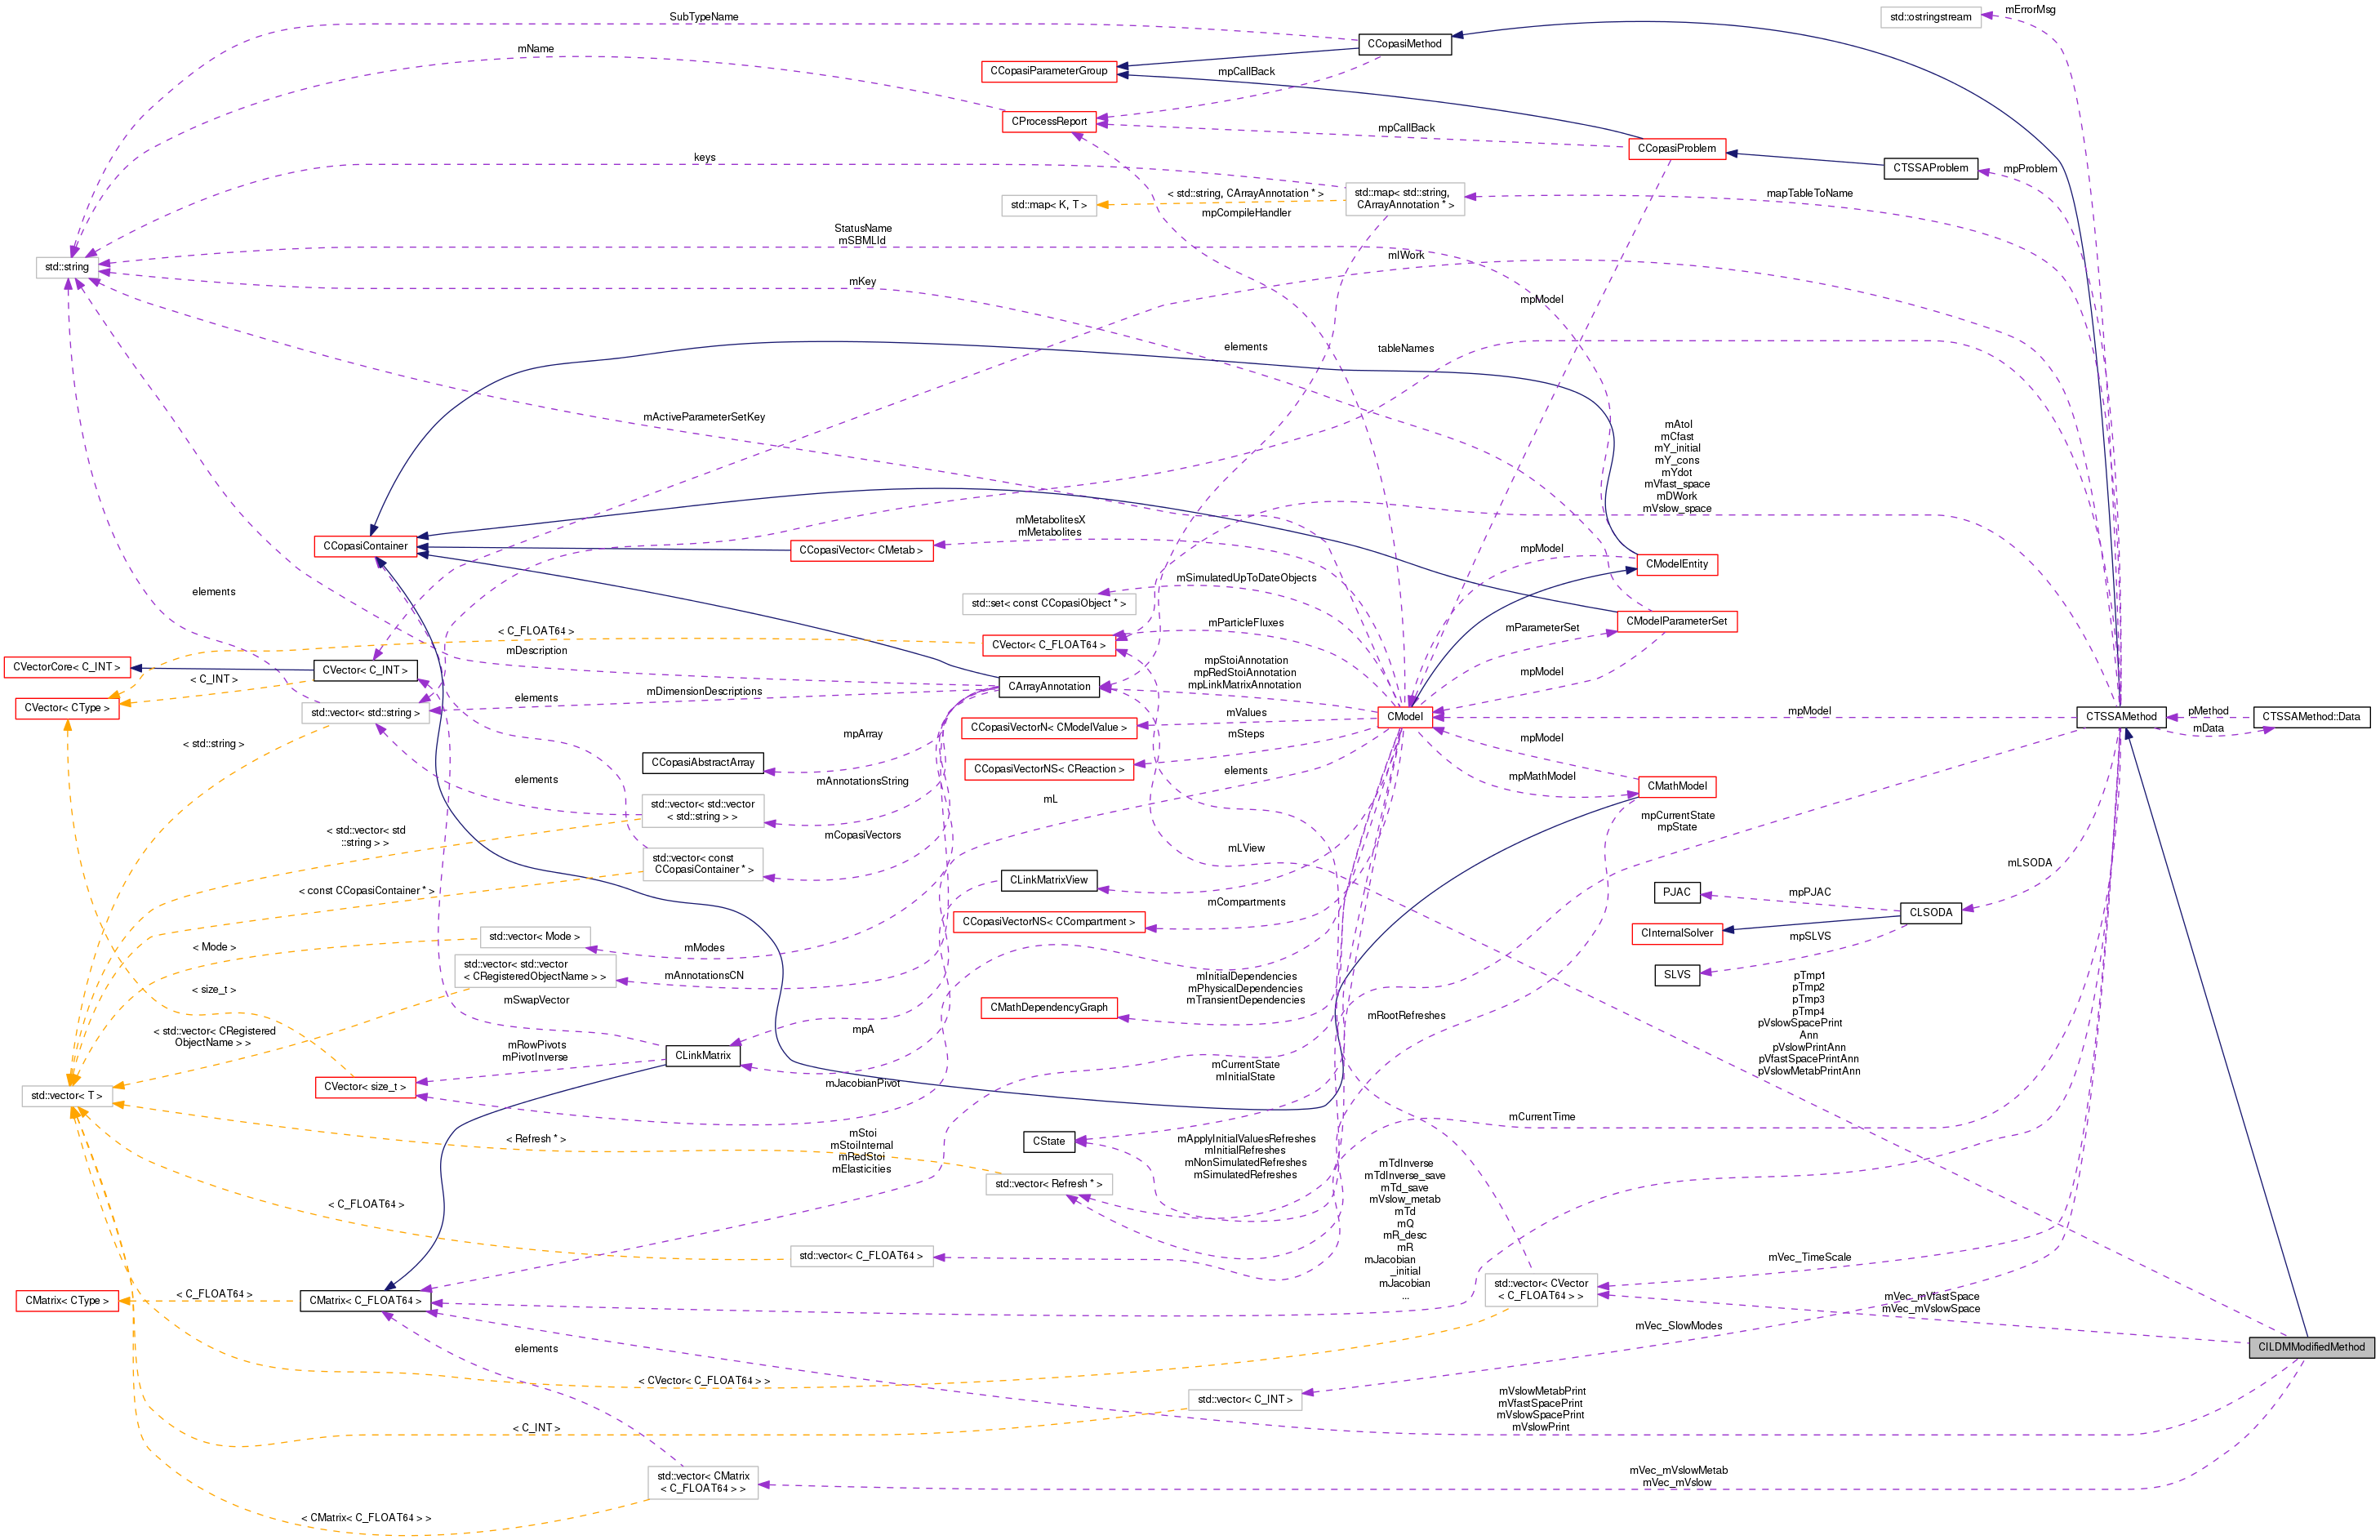 SubTypeName
mErrorMsg
std::ostringstream
CCopasiMethod
mName
CCopasiParameterGroup
mpCallBack
CProcessReport
mpCallBack
CCopasiProblem
keys
CTSSAProblem
mpProblem
< std::string, CArrayAnnotation * >
std::map< std::string,
CArrayAnnotation * >
mapTableToName
std::map< K, T >
mpCompileHandler
StatusName
mSBMLId
std::string
mIWork
mKey
mpModel
elements
tableNames
mActiveParameterSetKey
mAtol
mCfast
mY_initial
mY_cons
mYdot
mVfast_space
mDWork
mVslow_space
CCopasiContainer
mMetabolitesX
mMetabolites
CCopasiVector< CMetab >
mpModel
CModelEntity
elements
mSimulatedUpToDateObjects
std::set< const CCopasiObject * >
< C_FLOAT64 >
mDescription
CVector< C_FLOAT64 >
mParticleFluxes
mParameterSet
CModelParameterSet
CVectorCore< C_INT >
CVector< C_INT >
< C_INT >
mpStoiAnnotation
mpRedStoiAnnotation
mpLinkMatrixAnnotation
mpModel
CVector< CType >
std::vector< std::string >
elements
mDimensionDescriptions
CArrayAnnotation
CModel
mpModel
CTSSAMethod
pMethod
mData
CTSSAMethod::Data
CCopasiVectorN< CModelValue >
mValues
< std::string >
mpArray
mSteps
mpModel
CCopasiAbstractArray
CCopasiVectorNS< CReaction >
elements
mpMathModel
elements
mAnnotationsString
CMathModel
std::vector< std::vector
< std::string > >
mL
mpCurrentState
mpState
< std::vector< std
::string > >
mCopasiVectors
mLView
std::vector< const
CCopasiContainer * >
mLSODA
< const CCopasiContainer * >
CLinkMatrixView
PJAC
mpPJAC
mCompartments
CLSODA
CCopasiVectorNS< CCompartment >
CInternalSolver
mpSLVS
< Mode >
std::vector< Mode >
mModes
SLVS
std::vector< std::vector
< CRegisteredObjectName > >
mAnnotationsCN
mInitialDependencies
mPhysicalDependencies
mTransientDependencies
CMathDependencyGraph
pTmp1
pTmp2
pTmp3
pTmp4
pVslowSpacePrint
Ann
pVslowPrintAnn
pVfastSpacePrintAnn
pVslowMetabPrintAnn
< size_t >
mSwapVector
mRootRefreshes
< std::vector< CRegistered
ObjectName > >
mpA
mRowPivots
mPivotInverse
CLinkMatrix
mCurrentState
mInitialState
CVector< size_t >
mJacobianPivot
std::vector< T >
mCurrentTime
< Refresh * >
mStoi
mStoiInternal
mRedStoi
mElasticities
CState
mApplyInitialValuesRefreshes
mInitialRefreshes
mNonSimulatedRefreshes
mSimulatedRefreshes
std::vector< Refresh * >
mTdInverse
mTdInverse_save
mTd_save
mVslow_metab
mTd
mQ
mR_desc
mR
mJacobian
_initial
mJacobian
...
< C_FLOAT64 >
std::vector< C_FLOAT64 >
mVec_TimeScale
CMatrix< CType >
< C_FLOAT64 >
CMatrix< C_FLOAT64 >
std::vector< CVector
< C_FLOAT64 > >
mVec_mVfastSpace
mVec_mVslowSpace
mVec_SlowModes
CILDMModifiedMethod
elements
< CVector< C_FLOAT64 > >
std::vector< C_INT >
mVslowMetabPrint
mVfastSpacePrint
mVslowSpacePrint
mVslowPrint
< C_INT >
std::vector< CMatrix
< C_FLOAT64 > >
mVec_mVslowMetab
mVec_mVslow
< CMatrix< C_FLOAT64 > >